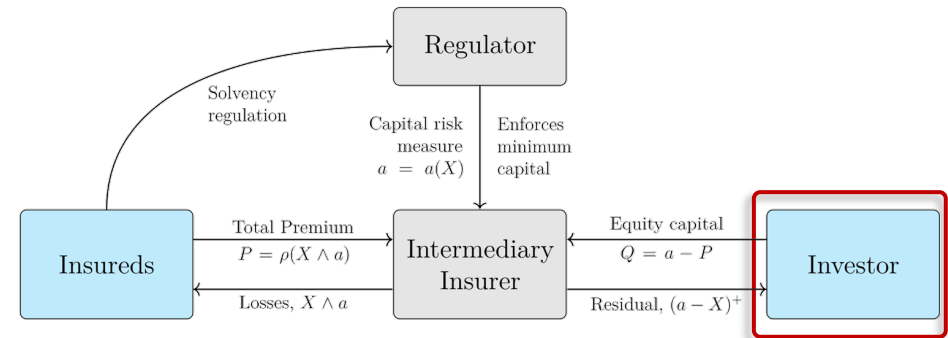 Regulator
Solvency
regulation
Capital risk
measure
a = a(X)
Enforces
minimum
capital
Insureds
Total Premium
P = ρ(X ∧ a)
Losses, X ∧ a
Intermediary
Insurer
Equity capital
Q = a − P
Residual, (a − X)⁺
Investor